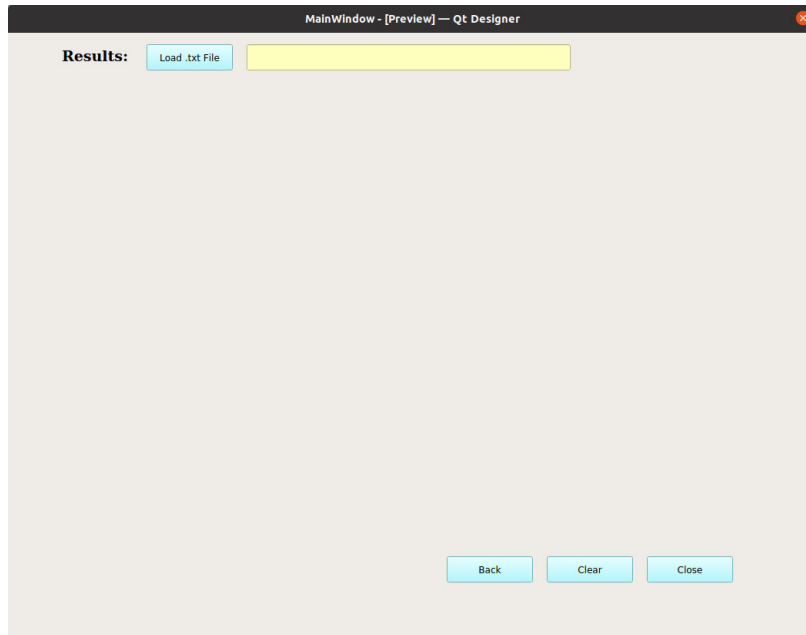 MainWindow - [Preview] — Qt Designer
Results: Load .txt File
Back Clear Close